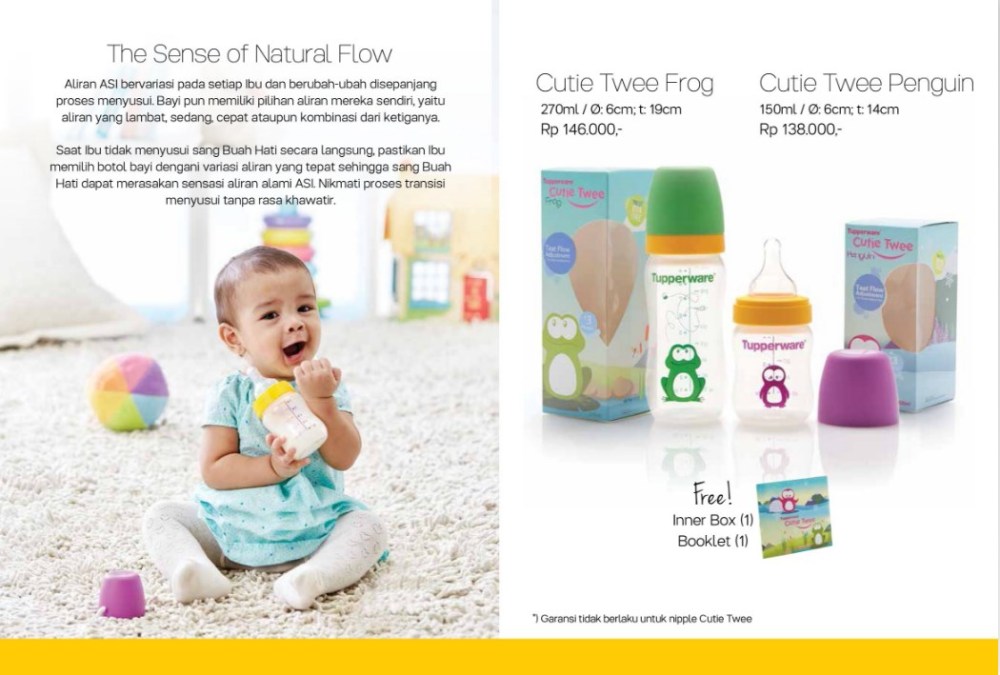 The Sense of Natural Flow
Aliran ASI bervariasi pada setiap Ibu dan berubah-ubah disepanjang
proses menyusui. Bayi pun memiliki pilihan aliran mereka sendiri, yaitu
aliran yang lambat, sedang, cepat ataupun kombinasi dari ketiganya.
Saat Ibu tidak menyusui sang Buah Hati secara langsung, pastikan Ibu
memilih botol bayi dengani variasi aliran yang tepat sehingga sang Buah
Hati dapat merasakan sensasi aliran alami ASI. Nikmati proses transisi
menyusui tanpa rasa khawatir.
Cutie Twee Frog
270ml / Ø: 6cm; t: 19cm
Rp 146.000,-
Cutie Twee Penguin
150ml / Ø: 6cm; t: 14cm
Rp 138.000,-
Tupperware
Cutie Twee
Frog
Tupperware
Tupperware
Tupperware
Cutie Twee
Penguin
Free!
Inner Box (1)
Booklet (1)
Cutie Twee
*) Garansi tidak berlaku untuk nipple Cutie Twee